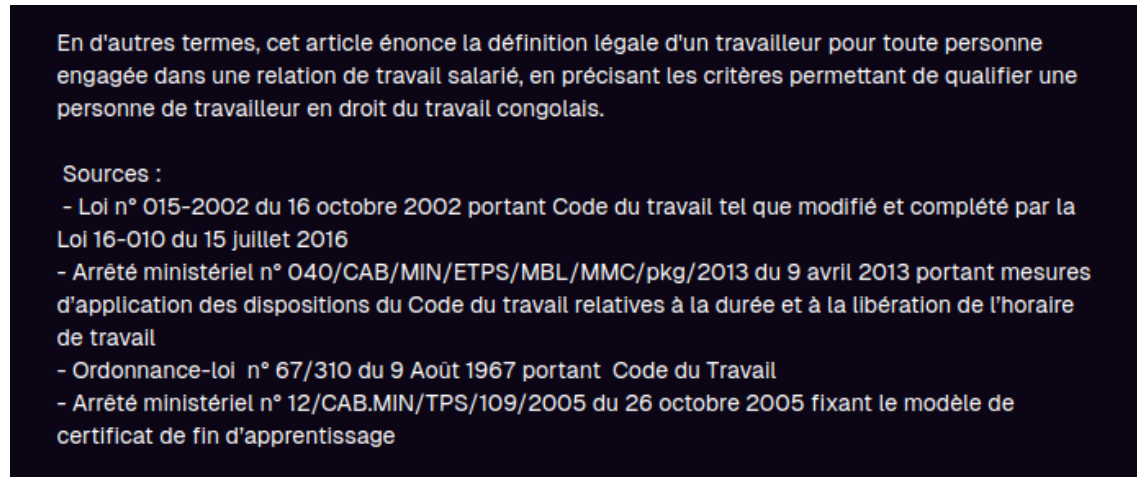 En d'autres termes, cet article énonce la définition légale d'un travailleur pour toute personne
engagée dans une relation de travail salarié, en précisant les critères permettant de qualifier une
personne de travailleur en droit du travail congolais.
Sources :
- Loi n° 015-2002 du 16 octobre 2002 portant Code du travail tel que modifié et complété par la
Loi 16-010 du 15 juillet 2016
- Arrêté ministériel n° 040/CAB/MIN/ETPS/MBL/MMC/pkg/2013 du 9 avril 2013 portant mesures
d’application des dispositions du Code du travail relatives à la durée et à la libération de l’horaire
de travail
- Ordonnance-loi n° 67/310 du 9 Août 1967 portant Code du Travail
- Arrêté ministériel n° 12/CAB.MIN/TPS/109/2005 du 26 octobre 2005 fixant le modèle de
certificat de fin d’apprentissage